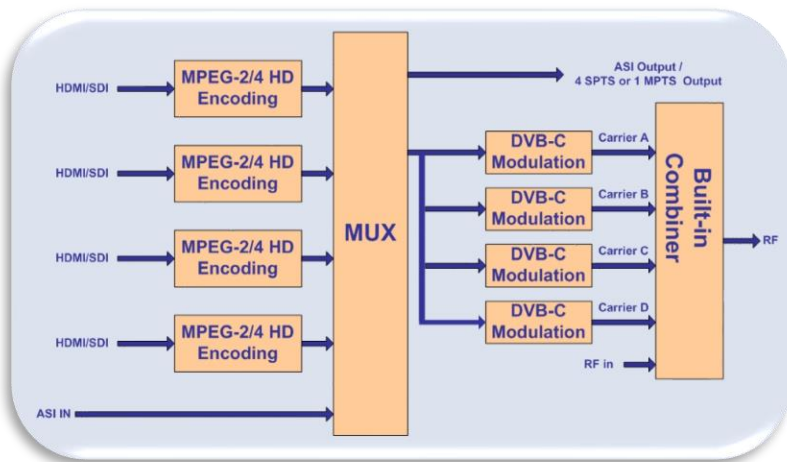 HDMI/SDI
MPEG-2/4 HD
Encoding
HDMI/SDI
MPEG-2/4 HD
Encoding
HDMI/SDI
MPEG-2/4 HD
Encoding
HDMI/SDI
MPEG-2/4 HD
Encoding
ASI IN
MUX
ASI Output /
4 SPTS or 1 MPTS Output
DVB-C
Modulation
Carrier A
DVB-C
Modulation
Carrier B
DVB-C
Modulation
Carrier C
DVB-C
Modulation
Carrier D
RF in
Built-in
Combiner
RF